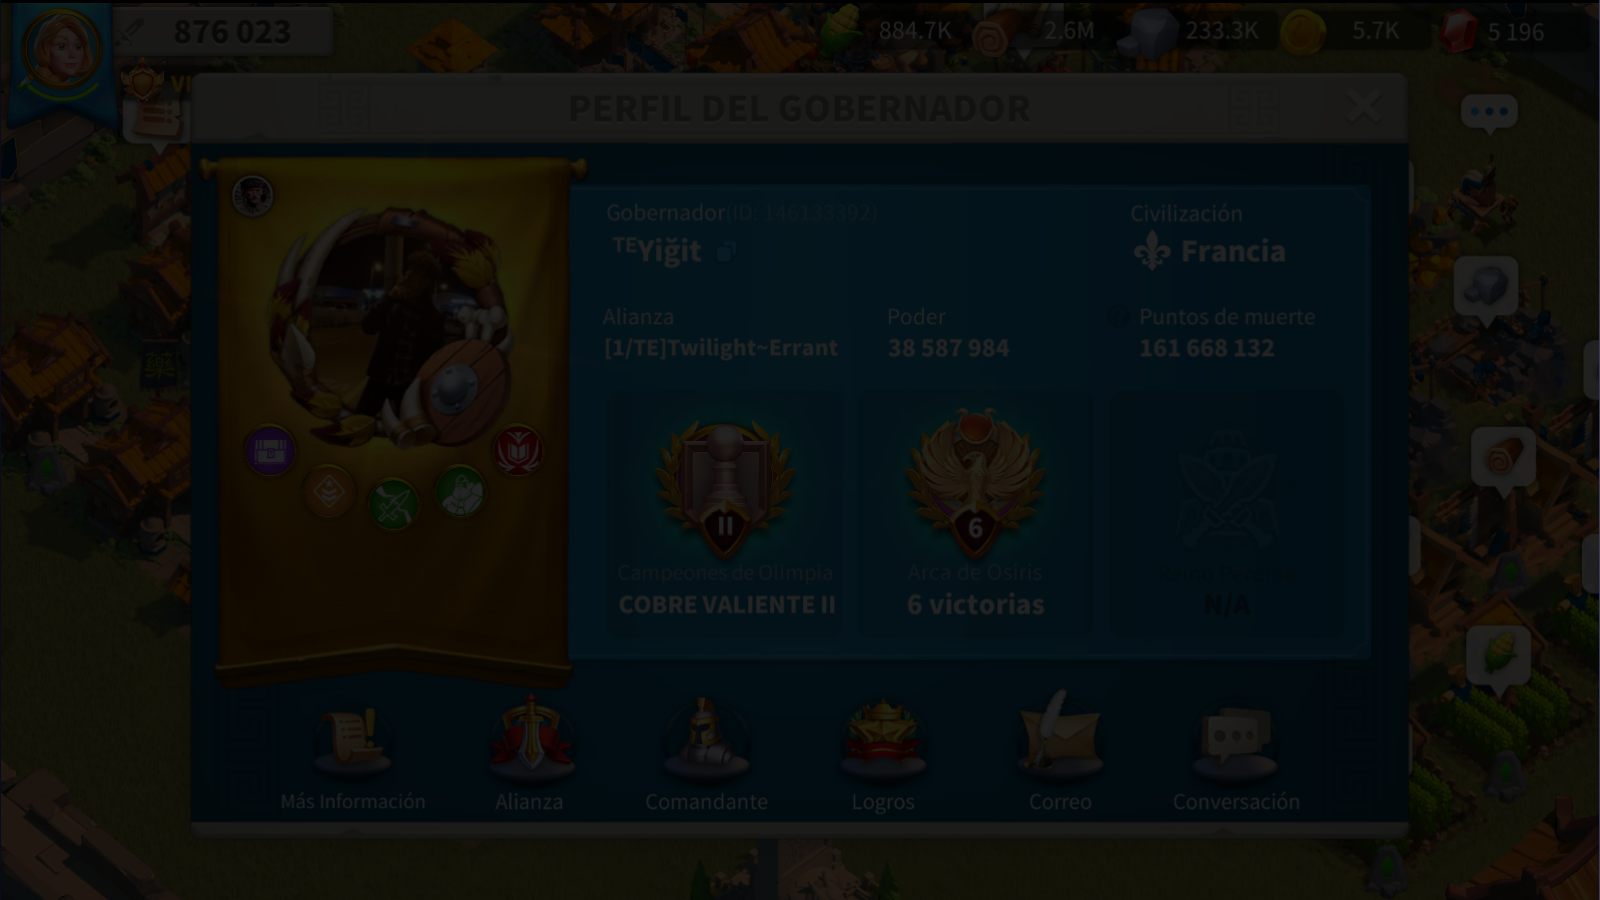 876 023
884.7K
2.6M
233.3K
5.7K
5 196
VI
PERFIL DEL GOBERNADOR
Gobernador(ID: 146133392)
Civilización
ᵀᴱYiğit
Francia
Alianza
Poder
Puntos de muerte
[1/TE]Twilight~Errant
38 587 984
161 668 132
II
6
Campeones de Olimpia
Arca de Osiris
COBRE VALIENTE II
6 victorias
N/A
Más Información
Alianza
Comandante
Logros
Correo
Conversación